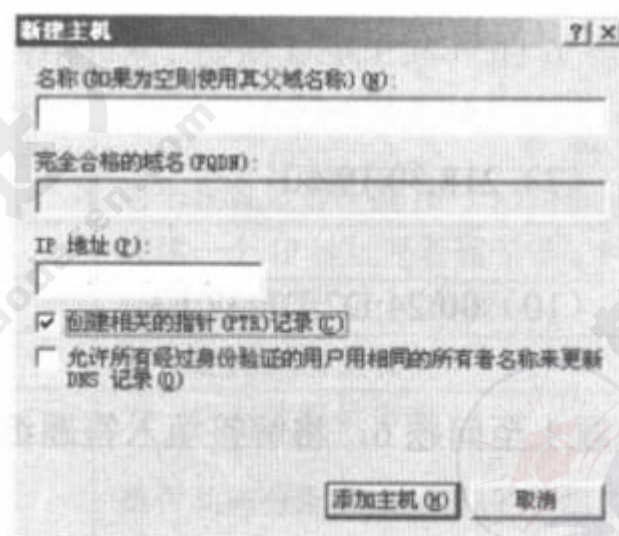 新建主机
名称(如果为空则使用其父域名称)(N):
完全合格的域名(FQDN):
IP 地址(P):
创建相关的指针(PTR)记录(C)
允许所有经过身份验证的用户用相同的所有者名称来更新
DNS 记录(O)
添加主机(H)
取消